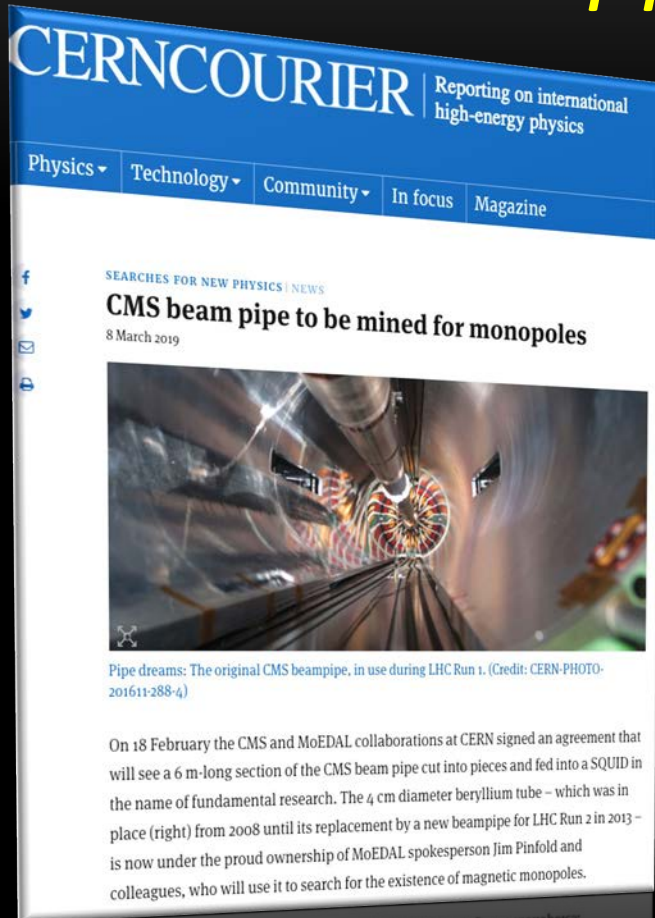 CERNCOURIER
Reporting on international
high-energy physics
Physics
Technology
Community
In focus
Magazine
SEARCHES FOR NEW PHYSICS | NEWS
CMS beam pipe to be mined for monopoles
8 March 2019
Pipe dreams: The original CMS beampipe, in use during LHC Run 1. (Credit: CERN-PHOTO-
201611-288-4)
On 18 February the CMS and MoEDAL collaborations at CERN signed an agreement that
will see a 6 m-long section of the CMS beam pipe cut into pieces and fed into a SQUID in
the name of fundamental research. The 4 cm diameter beryllium tube – which was in
place (right) from 2008 until its replacement by a new beampipe for LHC Run 2 in 2013 –
is now under the proud ownership of MoEDAL spokesperson Jim Pinfold and
colleagues, who will use it to search for the existence of magnetic monopoles.